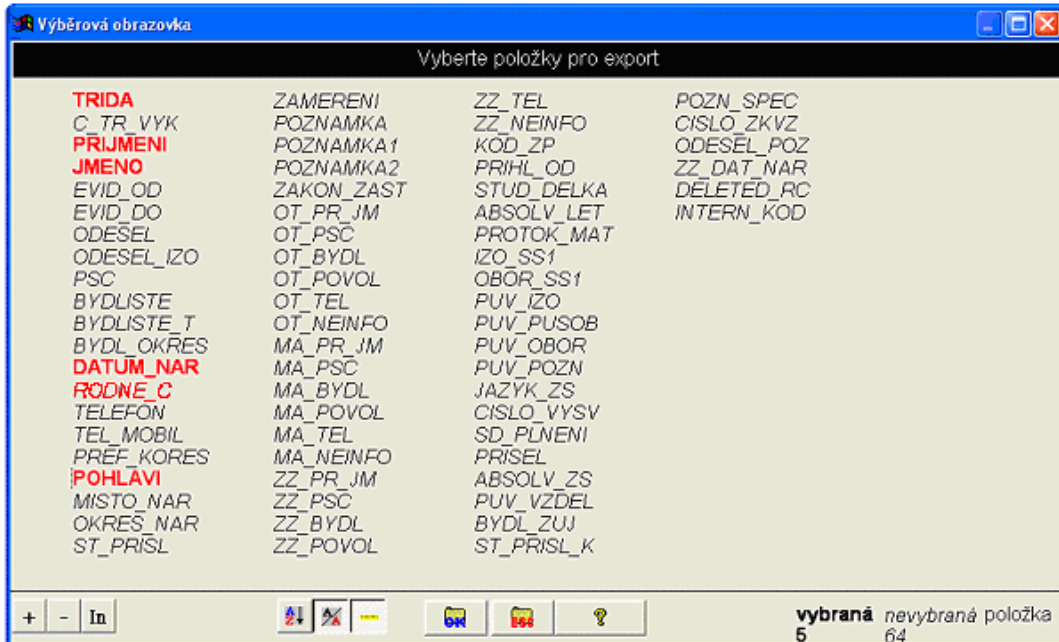 Výběrová obrazovka
Vyberte položky pro export
TRIDA
C_TR_VYK
PRIJMENI
JMENO
EVID_OD
EVID_DO
ODESEL
ODESEL_IZO
PSC
BYDLISTE
BYDLISTE_T
BYDL_OKRES
DATUM_NAR
RODNE_C
TELEFON
TEL_MOBIL
PREF_KORES
POHLAVI
MISTO_NAR
OKRES_NAR
ST_PRISL
ZAMERENI
POZNAMKA
POZNAMKA1
POZNAMKA2
ZAKON_ZAST
OT_PR_JM
OT_PSC
OT_BYDL
OT_POVOL
OT_TEL
OT_NEINFO
MA_PR_JM
MA_PSC
MA_BYDL
MA_POVOL
MA_TEL
MA_NEINFO
ZZ_PR_JM
ZZ_PSC
ZZ_BYDL
ZZ_POVOL
ZZ_TEL
ZZ_NEINFO
KOD_ZP
PRIHL_OD
STUD_DELKA
ABSOLV_LET
PROTOK_MAT
IZO_SS1
OBOR_SS1
PUV_IZO
PUV_PUSOB
PUV_OBOR
PUV_POZN
JAZYK_ZS
CISLO_VYSV
SD_PLNENI
PRISEL
ABSOLV_ZS
PUV_VZDEL
BYDL_ZUJ
ST_PRISL_K
POZN_SPEC
CISLO_ZKVZ
ODESEL_POZ
ZZ_DAT_NAR
DELETED_RC
INTERN_KOD
+ - In OK ESC ?
vybraná nevybraná položka
5 64